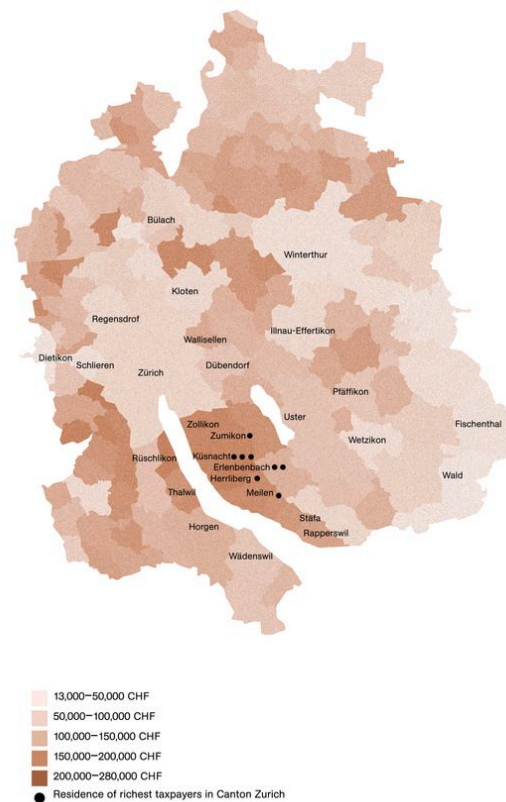 Bülach
Winterthur
Kloten
Regensdrof
Illnau-Effertikon
Wallisellen
Dietikon
Schlieren
Dübendorf
Zürich
Pfäffikon
Uster
Zollikon
Fischenthal
Zumikon
Wetzikon
Küsnacht
Rüschlikon
Erlenbenbach
Wald
Herrliberg
Thalwil
Meilen
Stäfa
Horgen
Rapperswil
Wädenswil
13,000–50,000 CHF
50,000–100,000 CHF
100,000–150,000 CHF
150,000–200,000 CHF
200,000–280,000 CHF
Residence of richest taxpayers in Canton Zurich